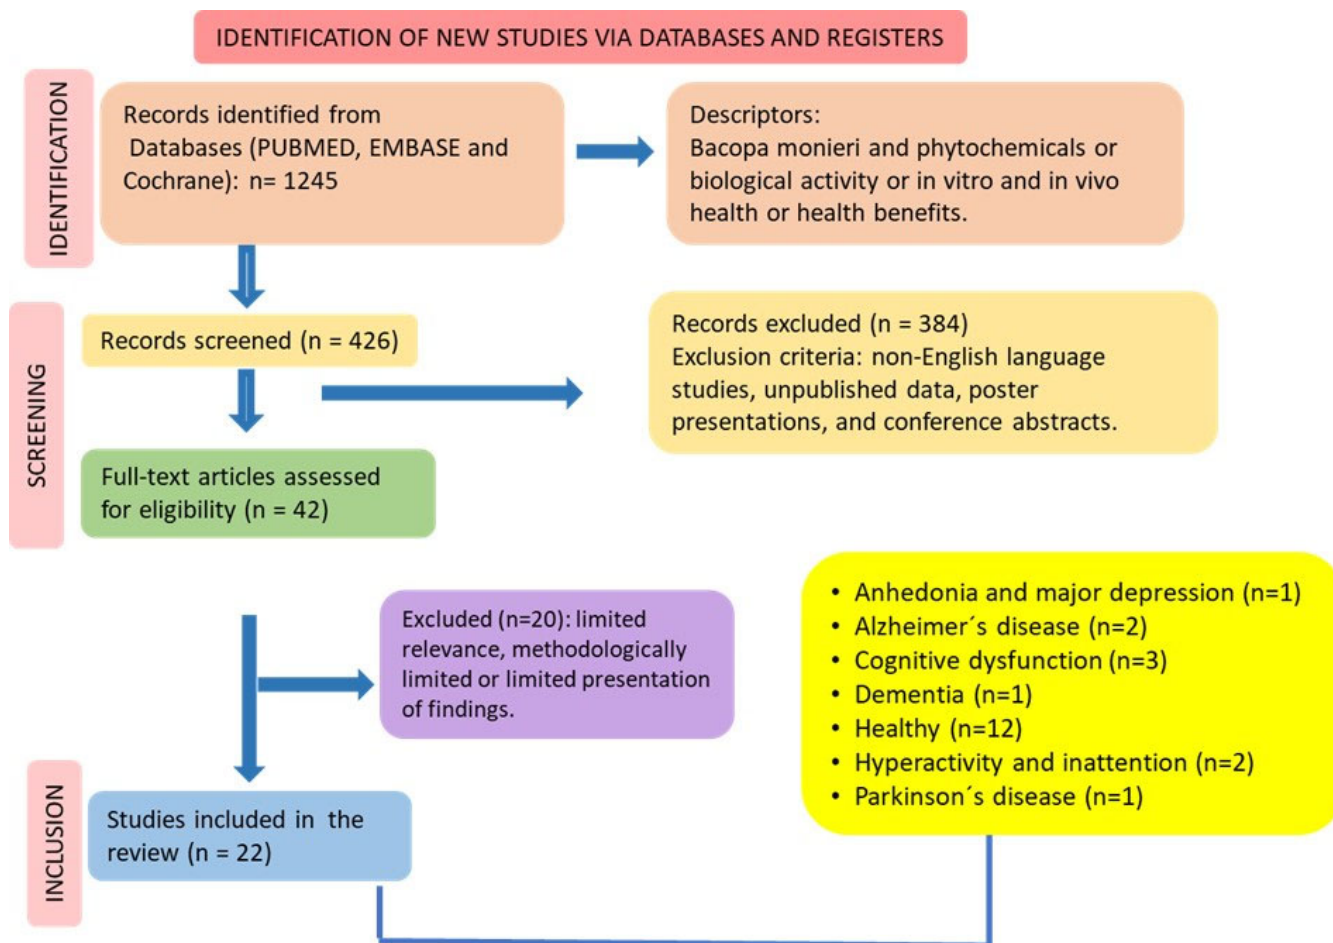 IDENTIFICATION OF NEW STUDIES VIA DATABASES AND REGISTERS
IDENTIFICATION
Records identified from
Databases (PUBMED, EMBASE and
Cochrane): n= 1245
Descriptors:
Bacopa monieri and phytochemicals or
biological activity or in vitro and in vivo
health or health benefits.
SCREENING
Records screened (n = 426)
Records excluded (n = 384)
Exclusion criteria: non-English language
studies, unpublished data, poster
presentations, and conference abstracts.
Full-text articles assessed
for eligibility (n = 42)
Excluded (n=20): limited
relevance, methodologically
limited or limited presentation
of findings.
• Anhedonia and major depression (n=1)
• Alzheimer´s disease (n=2)
• Cognitive dysfunction (n=3)
• Dementia (n=1)
• Healthy (n=12)
• Hyperactivity and inattention (n=2)
• Parkinson´s disease (n=1)
INCLUSION
Studies included in the
review (n = 22)